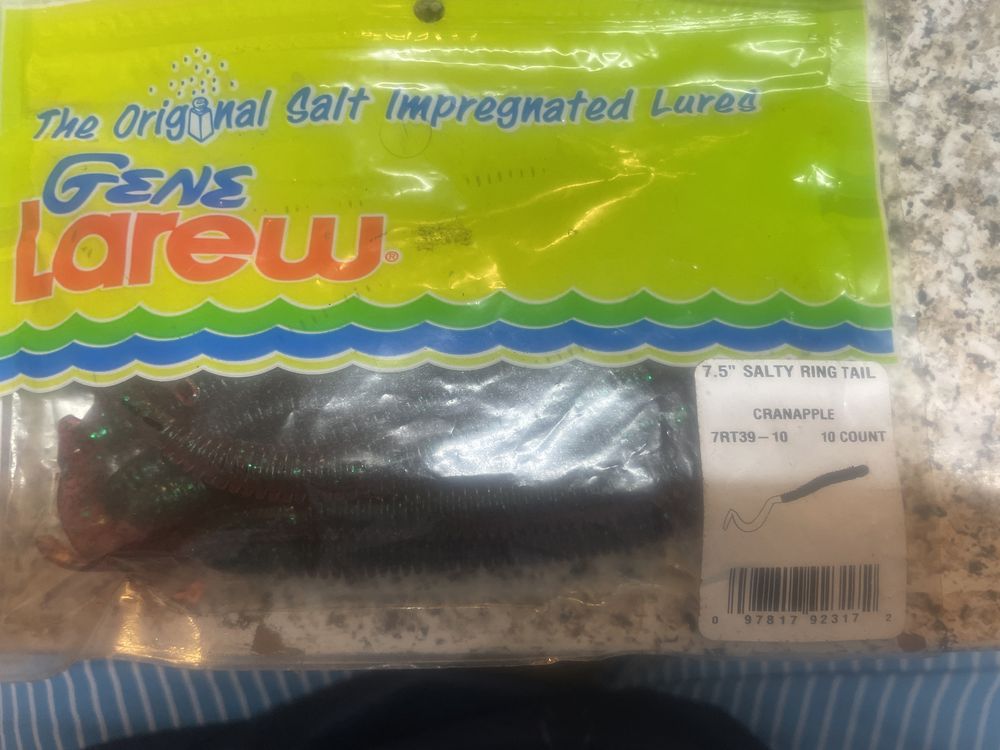 The Original Salt Impregnated Lures
GENE
Larew®
7.5" SALTY RING TAIL
CRANAPPLE
7RT39-10 10 COUNT
0 97817 92317 2